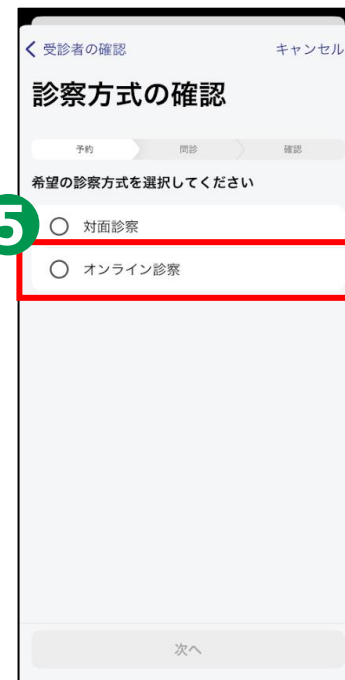 受診者の確認 キャンセル
診察方式の確認
予約 問診 確認
希望の診察方式を選択してください
5
対面診察
オンライン診察
次へ